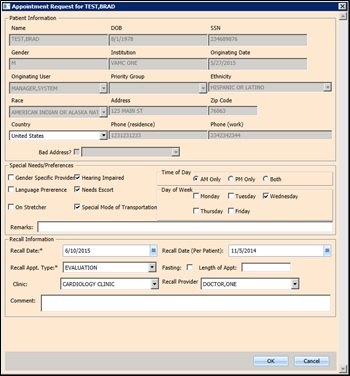 Appointment Request for TEST,BRAD
Patient Information
Name DOB SSN
TEST,BRAD 8/1/1978 234689876
Gender Institution Originating Date
M VAMC ONE 5/27/2015
Originating User Priority Group Ethnicity
MANAGER,SYSTEM HISPANIC OR LATINO
Race Address Zip Code
AMERICAN INDIAN OR ALASKA NAT 123 MAIN ST 76063
Country Phone (residence) Phone (work)
United States 1231231233 2342342344
Bad Address?
Special Needs/Preferences
Gender Specific Provider Hearing Impaired
Language Prererence Needs Escort
On Stretcher Special Mode of Transportation
Time of Day
AM Only PM Only Both
Day of Week
Monday Tuesday Wednesday
Thursday Friday
Remarks:
Recall Information
Recall Date:* 6/10/2015 Recall Date (Per Patient): 11/5/2014
Recall Appt. Type:* EVALUATION Fasting: Length of Appt:
Clinic: CARDIOLOGY CLINIC Recall Provider DOCTOR,ONE
Comment:
OK Cancel